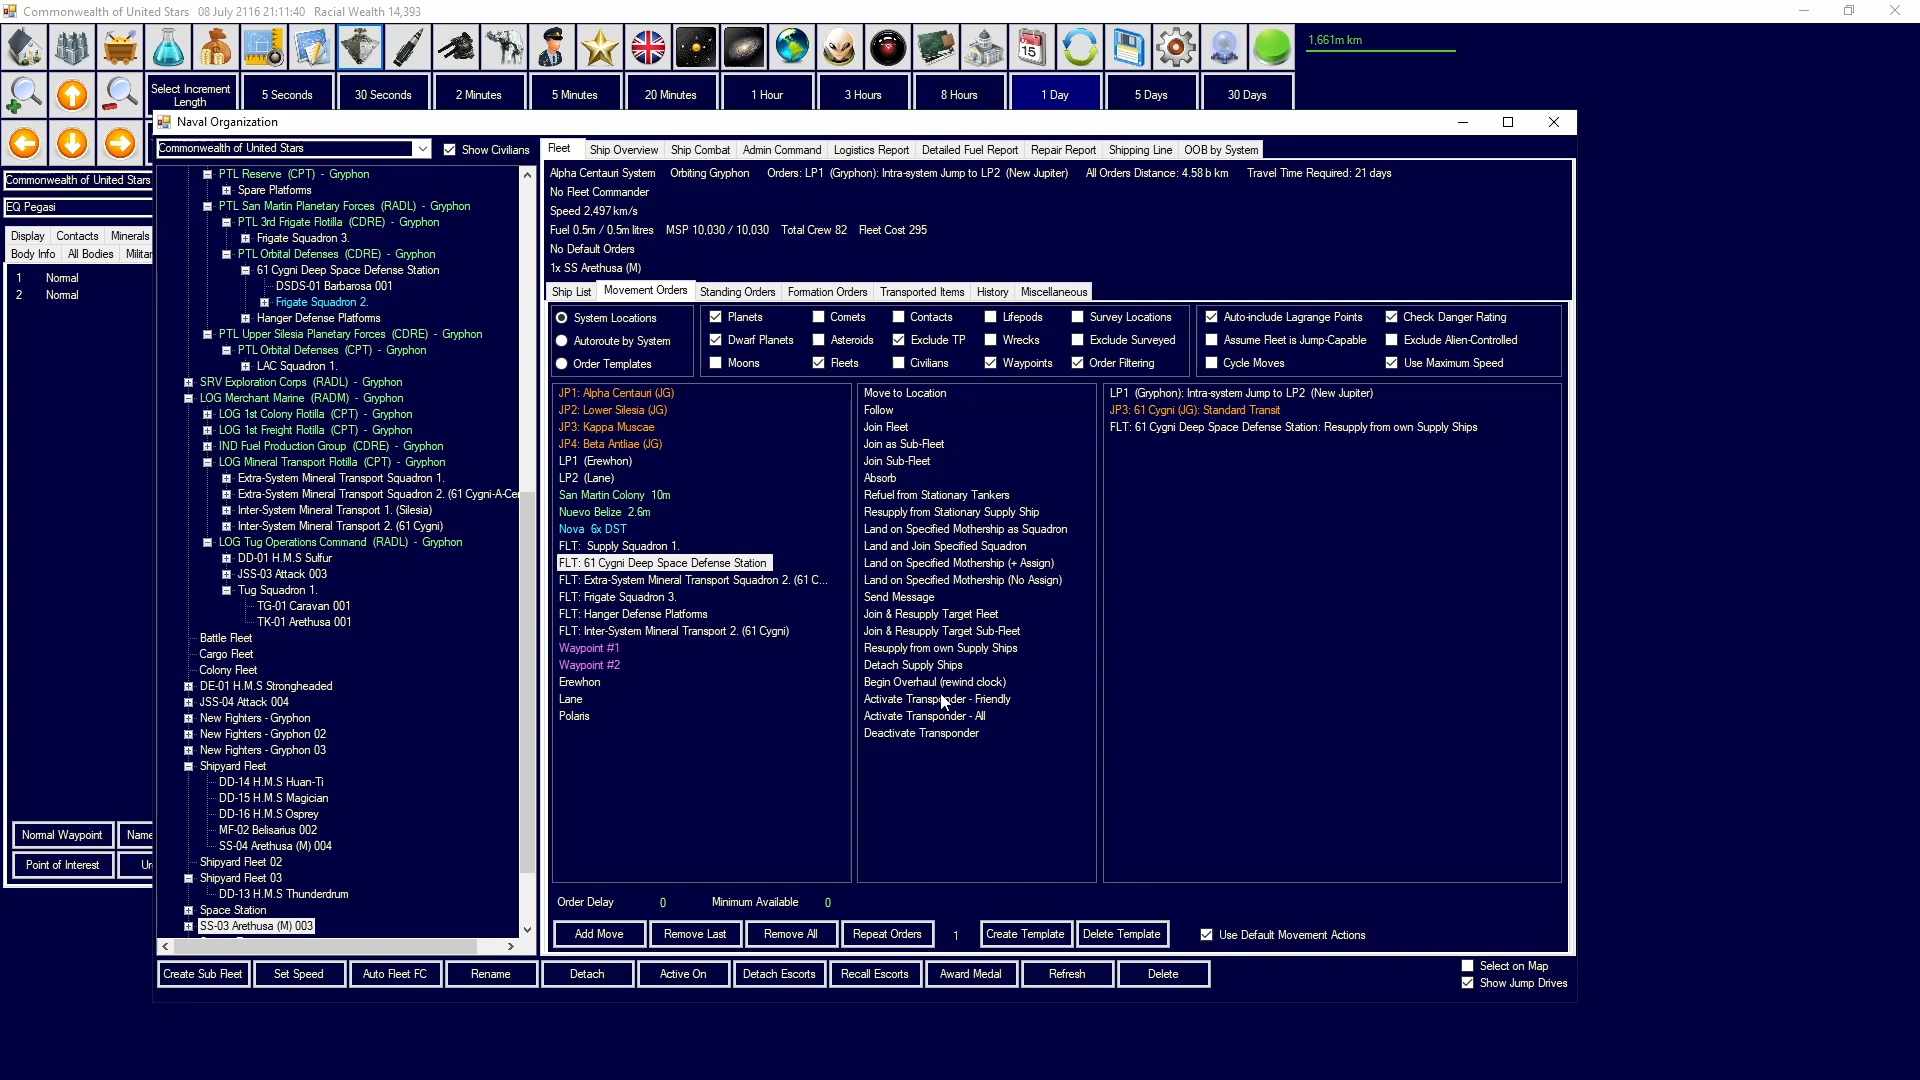 Commonwealth of United Stars   08 July 2116 21:11:40   Racial Wealth 14,393
1,661m km
Select Increment Length
5 Seconds
30 Seconds
2 Minutes
5 Minutes
20 Minutes
1 Hour
3 Hours
8 Hours
1 Day
5 Days
30 Days
Naval Organization
Commonwealth of United Stars
EQ Pegasi
Display
Contacts
Minerals
Body Info
All Bodies
1 Normal
2 Normal
Normal Waypoint
Name
Point of Interest
Commonwealth of United Stars
Show Civilians
PTL Reserve (CPT) - Gryphon
Spare Platforms
PTL San Martin Planetary Forces (RADL) - Gryphon
PTL 3rd Frigate Flotilla (CDRE) - Gryphon
Frigate Squadron 3.
PTL Orbital Defenses (CDRE) - Gryphon
61 Cygni Deep Space Defense Station
DSDS-01 Barbarosa 001
Frigate Squadron 2.
Hanger Defense Platforms
PTL Upper Silesia Planetary Forces (CDRE) - Gryphon
PTL Orbital Defenses (CPT) - Gryphon
LAC Squadron 1.
SRV Exploration Corps (RADL) - Gryphon
LOG Merchant Marine (RADM) - Gryphon
LOG 1st Colony Flotilla (CPT) - Gryphon
LOG 1st Freight Flotilla (CPT) - Gryphon
IND Fuel Production Group (CDRE) - Gryphon
LOG Mineral Transport Flotilla (CPT) - Gryphon
Extra-System Mineral Transport Squadron 1.
Extra-System Mineral Transport Squadron 2. (61 Cygni-A-Cen
Inter-System Mineral Transport 1. (Silesia)
Inter-System Mineral Transport 2. (61 Cygni)
LOG Tug Operations Command (RADL) - Gryphon
DD-01 H.M.S Sulfur
JSS-03 Attack 003
Tug Squadron 1.
TG-01 Caravan 001
TK-01 Arethusa 001
Battle Fleet
Cargo Fleet
Colony Fleet
DE-01 H.M.S Strongheaded
JSS-04 Attack 004
New Fighters - Gryphon
New Fighters - Gryphon 02
New Fighters - Gryphon 03
Shipyard Fleet
DD-14 H.M.S Huan-Ti
DD-15 H.M.S Magician
DD-16 H.M.S Osprey
MF-02 Belisarius 002
SS-04 Arethusa (M) 004
Shipyard Fleet 02
Shipyard Fleet 03
DD-13 H.M.S Thunderdrum
Space Station
SS-03 Arethusa (M) 003
Fleet
Ship Overview
Ship Combat
Admin Command
Logistics Report
Detailed Fuel Report
Repair Report
Shipping Line
OOB by System
Alpha Centauri System   Orbiting Gryphon   Orders: LP1 (Gryphon): Intra-system Jump to LP2 (New Jupiter)   All Orders Distance: 4.58 b km   Travel Time Required: 21 days
No Fleet Commander
Speed 2,497 km/s
Fuel 0.5m / 0.5m litres   MSP 10,030 / 10,030   Total Crew 82   Fleet Cost 295
No Default Orders
1x SS Arethusa (M)
Ship List
Movement Orders
Standing Orders
Formation Orders
Transported Items
History
Miscellaneous
System Locations
Autoroute by System
Order Templates
Planets
Comets
Contacts
Lifepods
Survey Locations
Dwarf Planets
Asteroids
Exclude TP
Wrecks
Exclude Surveyed
Moons
Fleets
Civilians
Waypoints
Order Filtering
Auto-include Lagrange Points
Check Danger Rating
Assume Fleet is Jump-Capable
Exclude Alien-Controlled
Cycle Moves
Use Maximum Speed
JP1: Alpha Centauri (JG)
JP2: Lower Silesia (JG)
JP3: Kappa Muscae
JP4: Beta Antliae (JG)
LP1 (Erewhon)
LP2 (Lane)
San Martin Colony 10m
Nuevo Belize 2.6m
Nova 6x DST
FLT: Supply Squadron 1.
FLT: 61 Cygni Deep Space Defense Station
FLT: Extra-System Mineral Transport Squadron 2. (61 C...
FLT: Frigate Squadron 3.
FLT: Hanger Defense Platforms
FLT: Inter-System Mineral Transport 2. (61 Cygni)
Waypoint #1
Waypoint #2
Erewhon
Lane
Polaris
Move to Location
Follow
Join Fleet
Join as Sub-Fleet
Join Sub-Fleet
Absorb
Refuel from Stationary Tankers
Resupply from Stationary Supply Ship
Land on Specified Mothership as Squadron
Land and Join Specified Squadron
Land on Specified Mothership (+ Assign)
Land on Specified Mothership (No Assign)
Send Message
Join & Resupply Target Fleet
Join & Resupply Target Sub-Fleet
Resupply from own Supply Ships
Detach Supply Ships
Begin Overhaul (rewind clock)
Activate Transponder - Friendly
Activate Transponder - All
Deactivate Transponder
LP1 (Gryphon): Intra-system Jump to LP2 (New Jupiter)
JP3: 61 Cygni (JG): Standard Transit
FLT: 61 Cygni Deep Space Defense Station: Resupply from own Supply Ships
Order Delay 0
Minimum Available 0
Add Move
Remove Last
Remove All
Repeat Orders
1
Create Template
Delete Template
Use Default Movement Actions
Create Sub Fleet
Set Speed
Auto Fleet FC
Rename
Detach
Active On
Detach Escorts
Recall Escorts
Award Medal
Refresh
Delete
Select on Map
Show Jump Drives